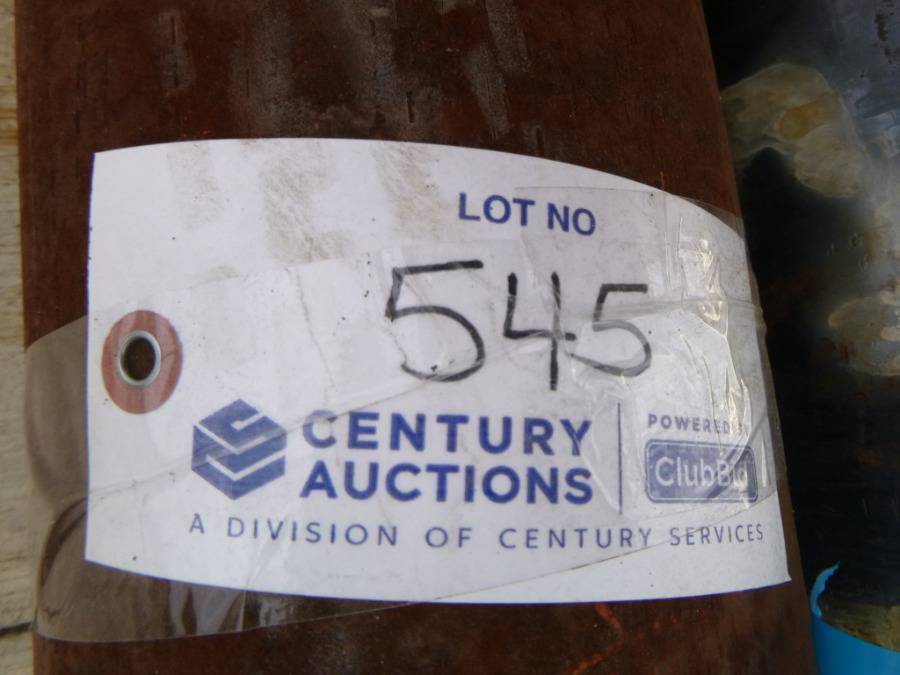 LOT NO
545
CENTURY
AUCTIONS
POWERED BY
ClubBid
A DIVISION OF CENTURY SERVICES